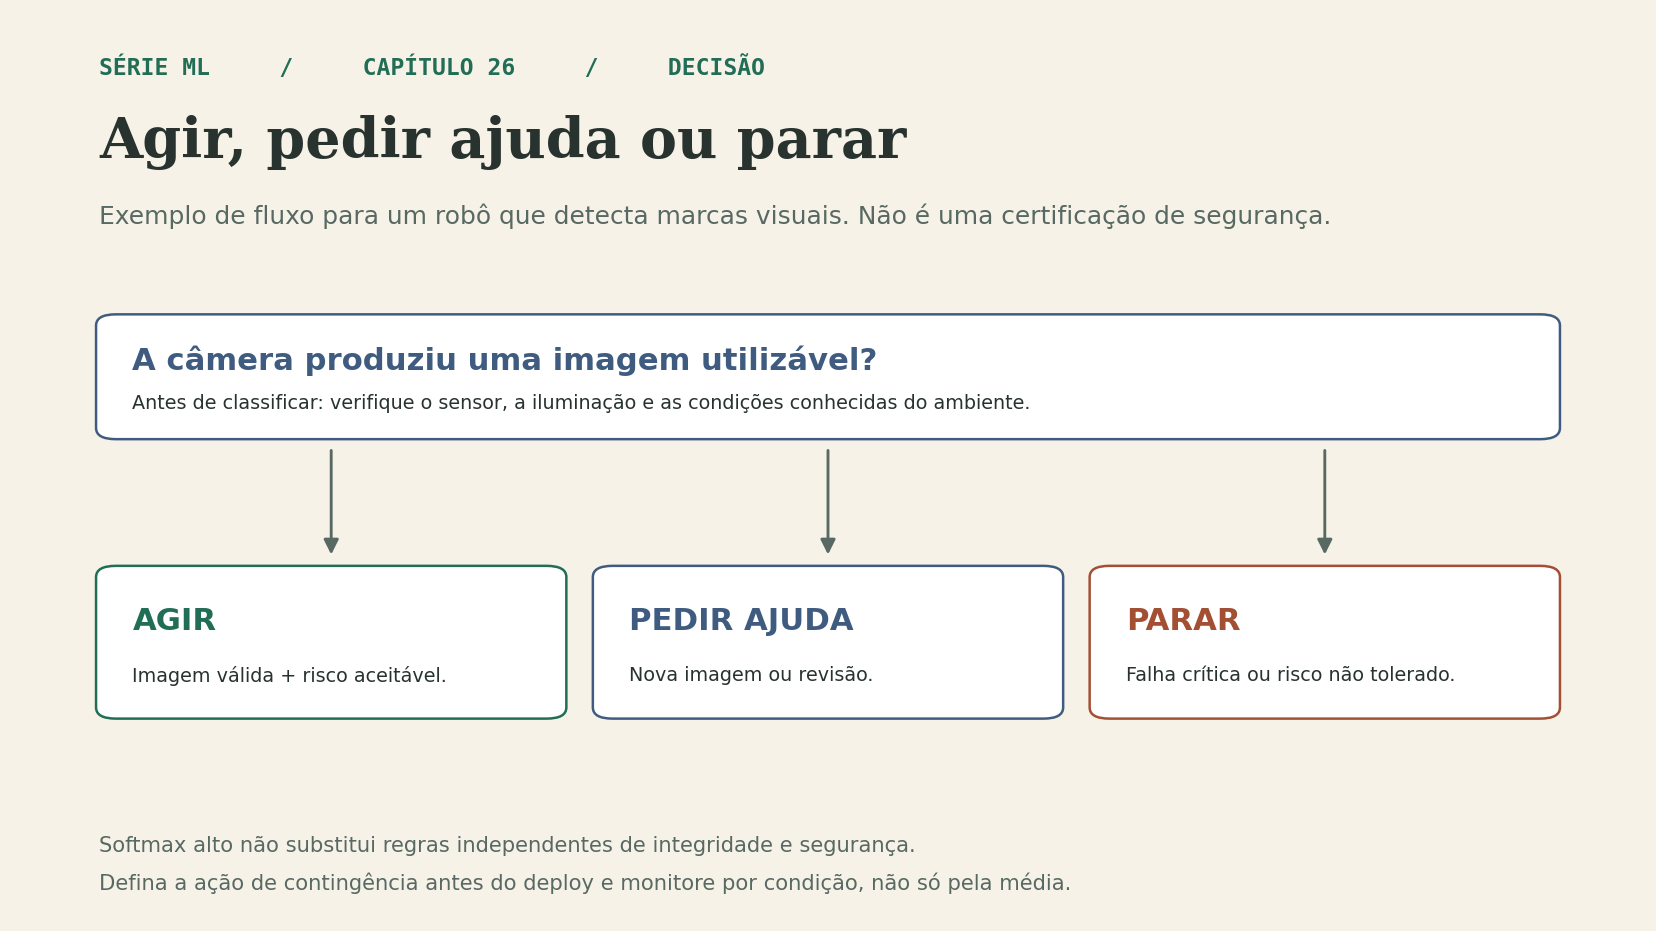 SÉRIE ML / CAPÍTULO 26 / DECISÃO
Agir, pedir ajuda ou parar
Exemplo de fluxo para um robô que detecta marcas visuais. Não é uma certificação de segurança.
A câmera produziu uma imagem utilizável?
Antes de classificar: verifique o sensor, a iluminação e as condições conhecidas do ambiente.
AGIR
Imagem válida + risco aceitável.
PEDIR AJUDA
Nova imagem ou revisão.
PARAR
Falha crítica ou risco não tolerado.
Softmax alto não substitui regras independentes de integridade e segurança.
Defina a ação de contingência antes do deploy e monitore por condição, não só pela média.